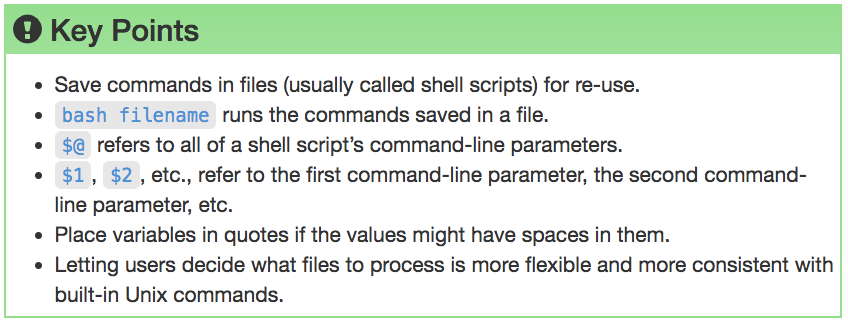 Key Points
• Save commands in files (usually called shell scripts) for re-use.
• bash filename runs the commands saved in a file.
• $@ refers to all of a shell script’s command-line parameters.
• $1, $2, etc., refer to the first command-line parameter, the second command-
line parameter, etc.
• Place variables in quotes if the values might have spaces in them.
• Letting users decide what files to process is more flexible and more consistent with
built-in Unix commands.